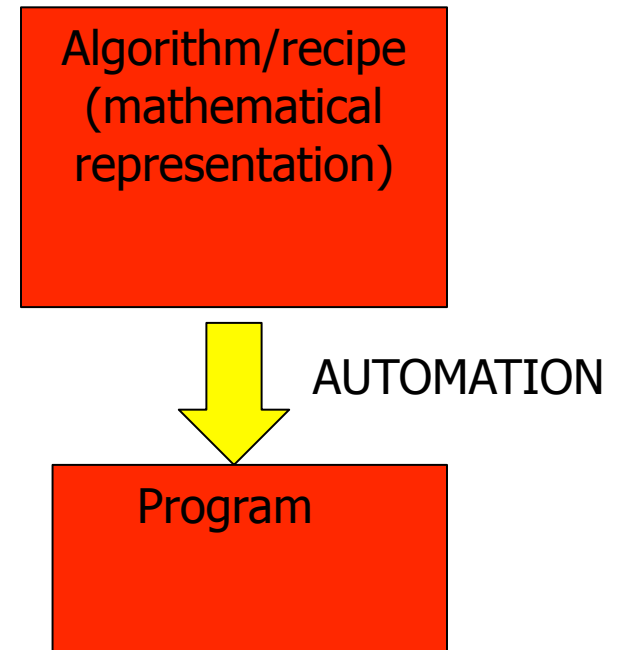 Algorithm/recipe
(mathematical
representation)
AUTOMATION
Program